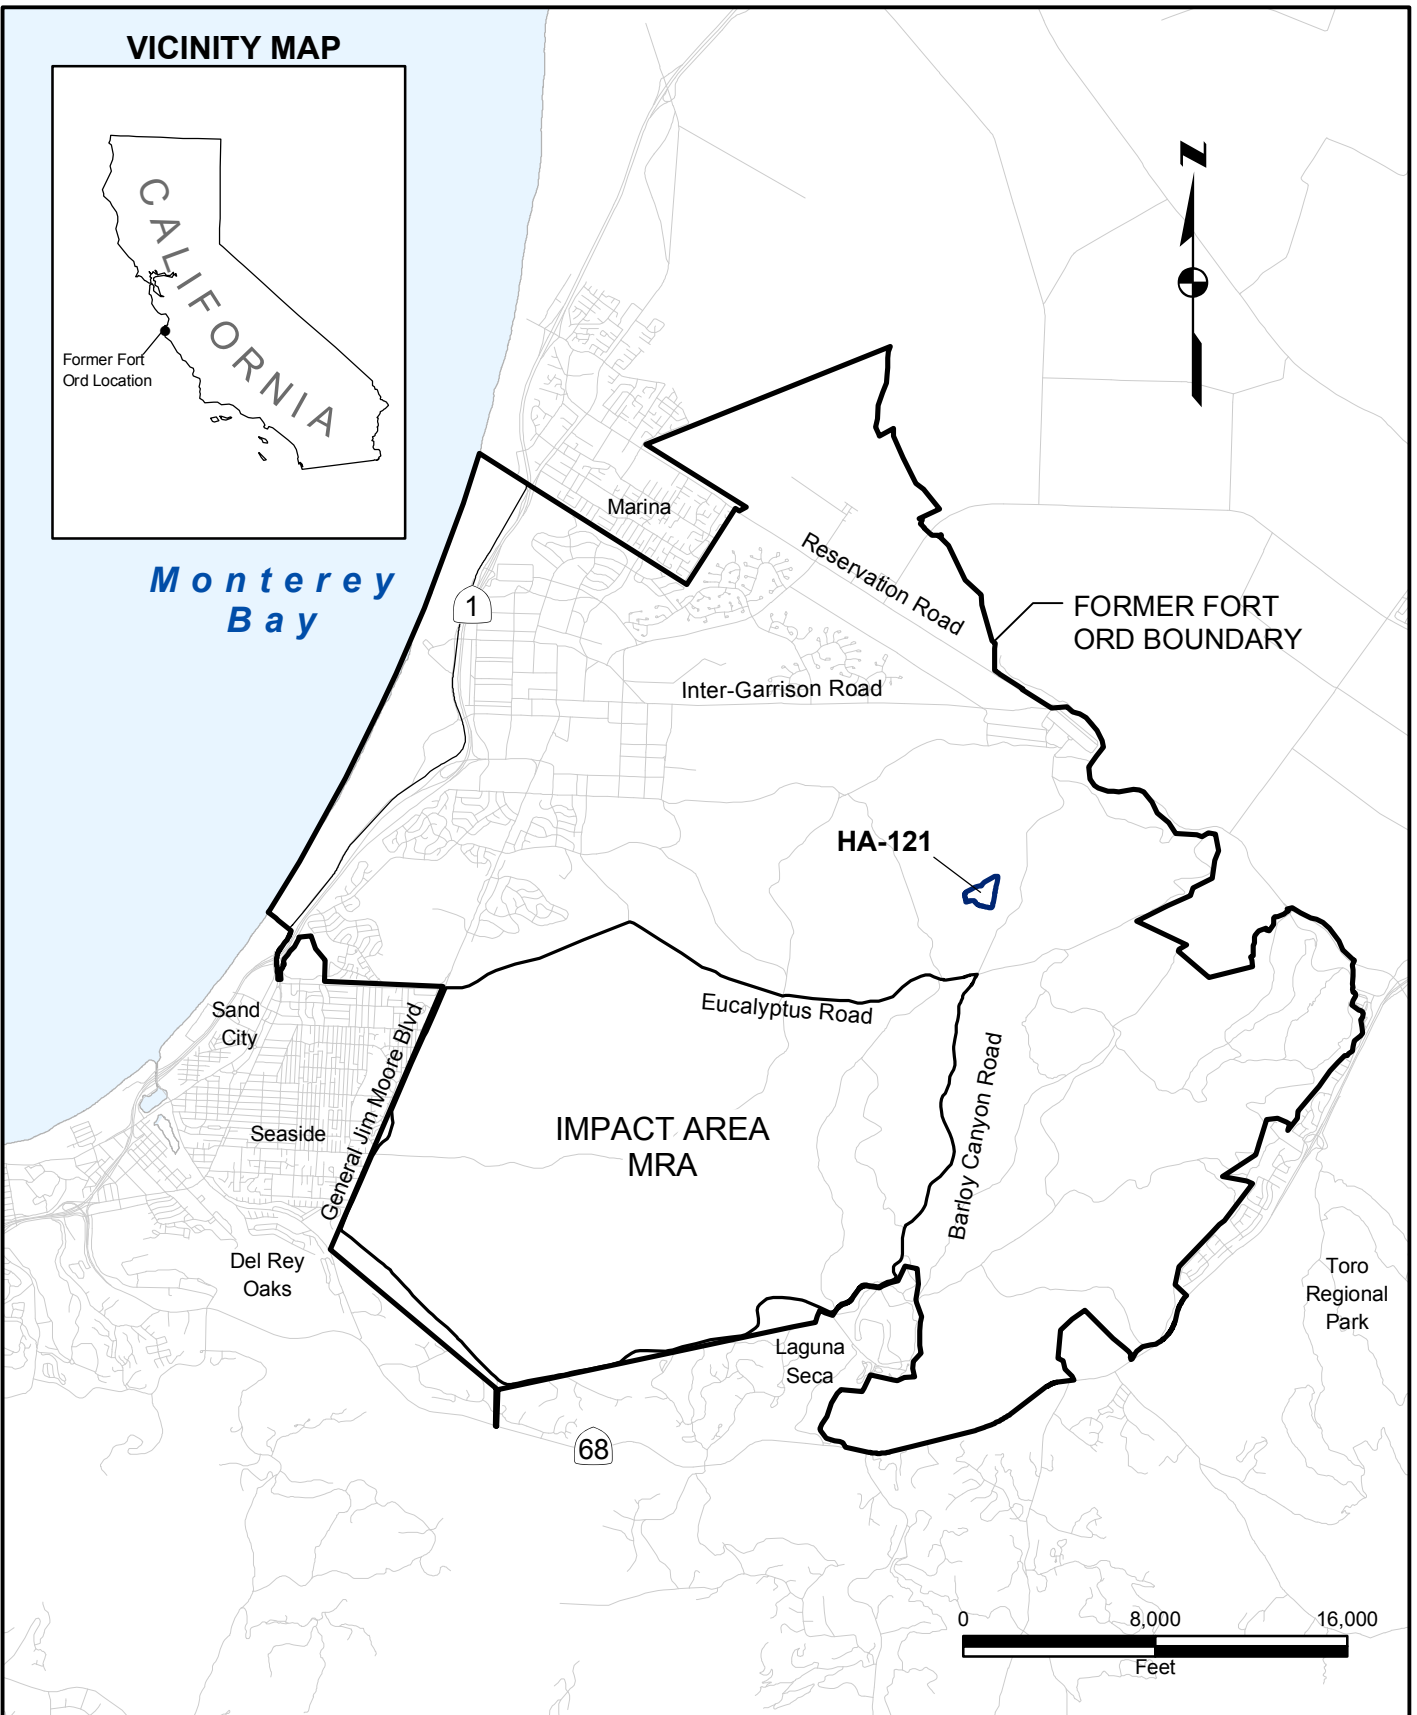 VICINITY MAP
CALIFORNIA
Former Fort
Ord Location
Monterey
Bay
N
Marina
1
Reservation Road
FORMER FORT
ORD BOUNDARY
Inter-Garrison Road
HA-121
Eucalyptus Road
Sand
City
General Jim Moore Blvd
Seaside
IMPACT AREA
MRA
Barloy Canyon Road
Del Rey
Oaks
Toro
Regional
Park
Laguna
Seca
68
0 8,000 16,000
Feet